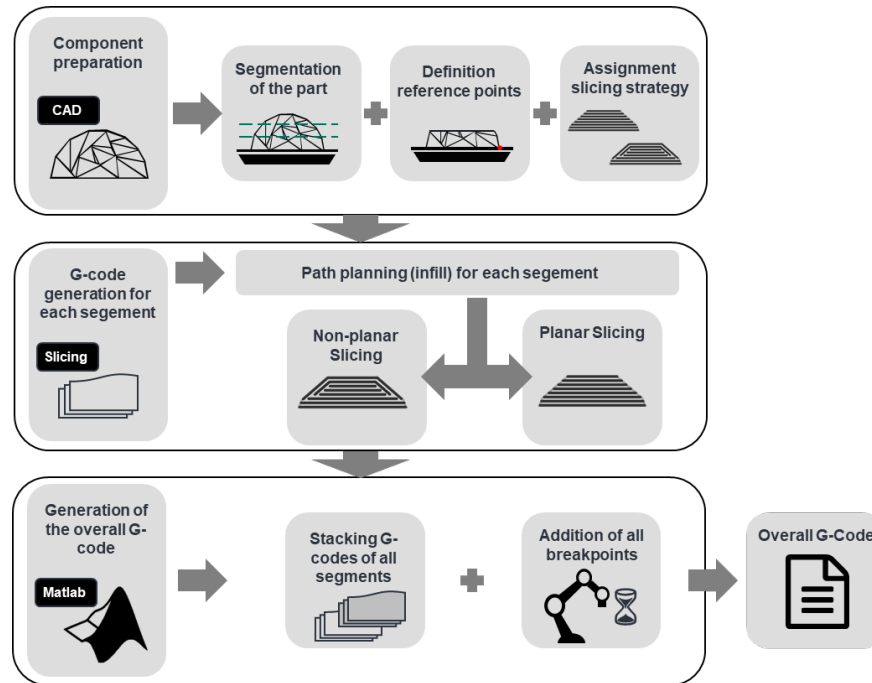 Component
preparation
CAD
Segmentation
of the part
Definition
reference points
Assignment
slicing strategy
G-code
generation for
each segement
Slicing
Path planning (infill) for each segement
Non-planar
Slicing
Planar Slicing
Generation of
the overall G-
code
Matlab
Stacking G-
codes of all
segments
Addition of all
breakpoints
Overall G-Code